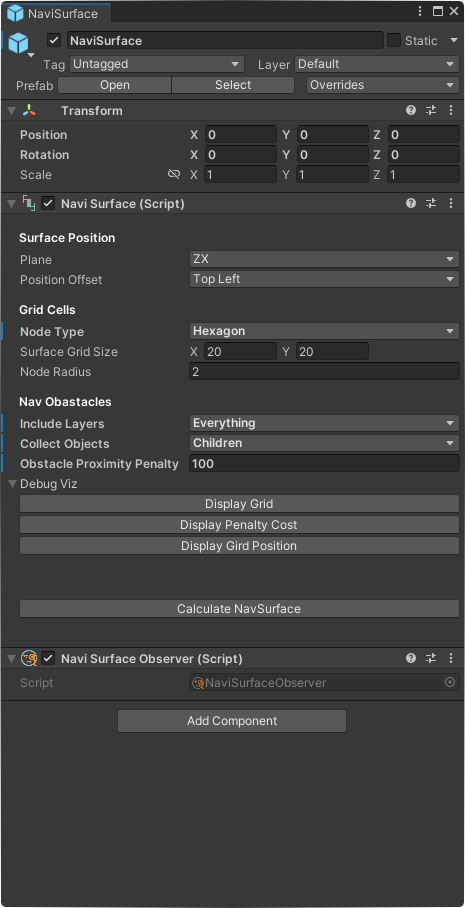 NaviSurface
NaviSurface Static
Tag Untagged Layer Default
Prefab Open Select Overrides
Transform
Position X 0 Y 0 Z 0
Rotation X 0 Y 0 Z 0
Scale X 1 Y 1 Z 1
Navi Surface (Script)
Surface Position
Plane ZX
Position Offset Top Left
Grid Cells
Node Type Hexagon
Surface Grid Size X 20 Y 20
Node Radius 2
Nav Obastacles
Include Layers Everything
Collect Objects Children
Obstacle Proximity Penalty 100
Debug Viz
Display Grid
Display Penalty Cost
Display Gird Position
Calculate NavSurface
Navi Surface Observer (Script)
Script NaviSurfaceObserver
Add Component